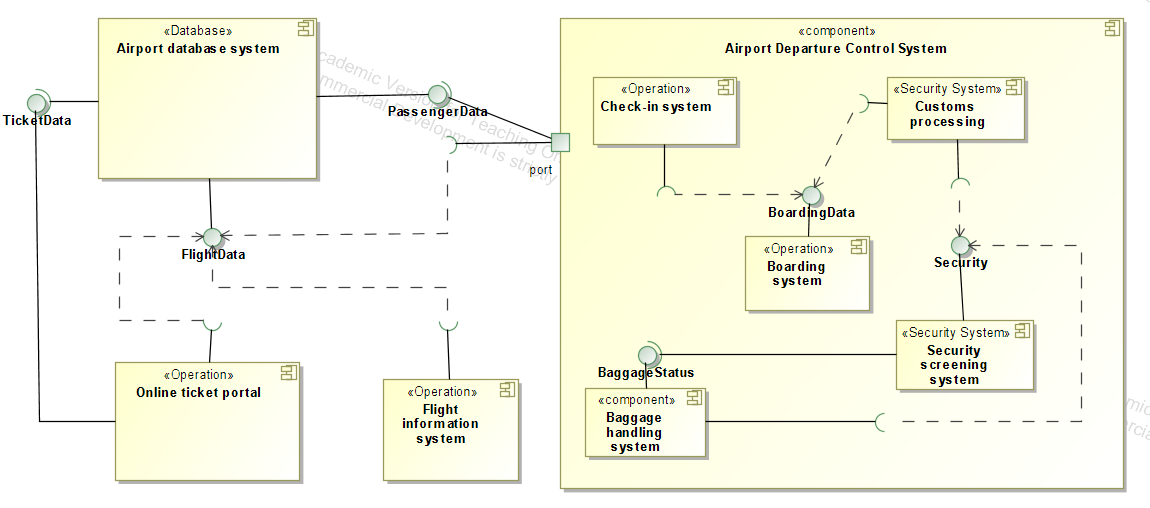 «Database»
Airport database system
TicketData
PassengerData
port
FlightData
«Operation»
Online ticket portal
«Operation»
Flight
information
system
«component»
Airport Departure Control System
«Operation»
Check-in system
«Security System»
Customs
processing
BoardingData
«Operation»
Boarding
system
Security
«Security System»
Security
screening
system
BaggageStatus
«component»
Baggage
handling
system